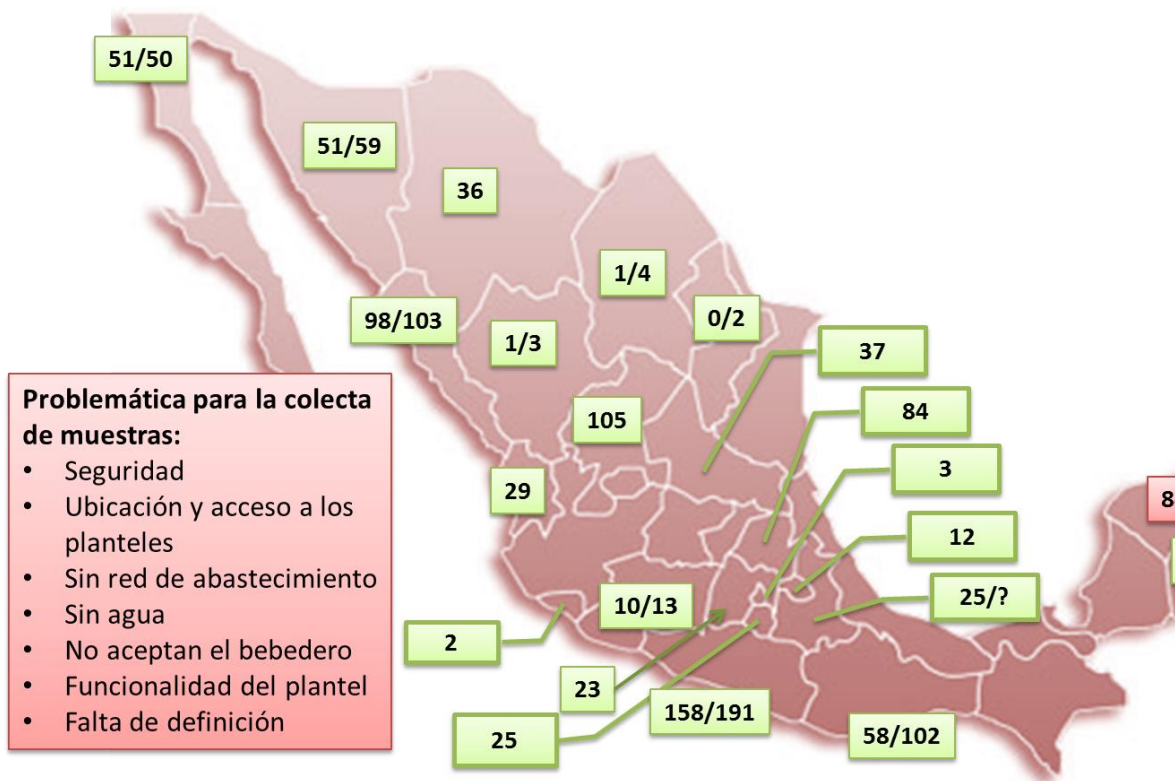 51/50
51/59
36
1/4
0/2
98/103
1/3
37
105
84
29
3
12
25/?
10/13
2
23
158/191
25
58/102
8
Problemática para la colecta
de muestras:
• Seguridad
• Ubicación y acceso a los
planteles
• Sin red de abastecimiento
• Sin agua
• No aceptan el bebedero
• Funcionalidad del plantel
• Falta de definición